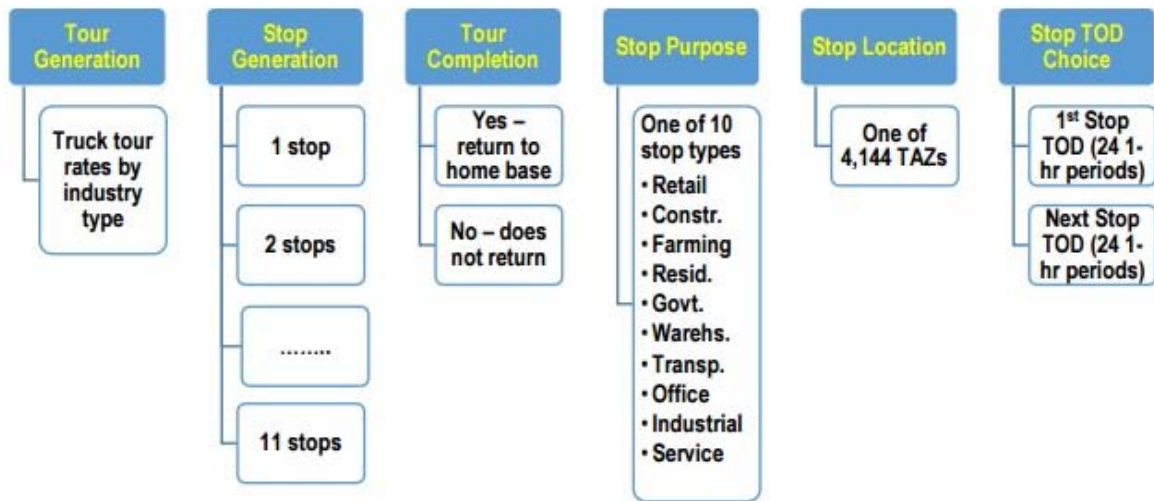 Tour
Generation
Truck tour
rates by
industry
type
Stop
Generation
1 stop
2 stops
……..
11 stops
Tour
Completion
Yes –
return to
home base
No – does
not return
Stop Purpose
One of 10
stop types
• Retail
• Constr.
• Farming
• Resid.
• Govt.
• Warehs.
• Transp.
• Office
• Industrial
• Service
Stop Location
One of
4,144 TAZs
Stop TOD
Choice
1st Stop
TOD (24 1-
hr periods)
Next Stop
TOD (24 1-
hr periods)